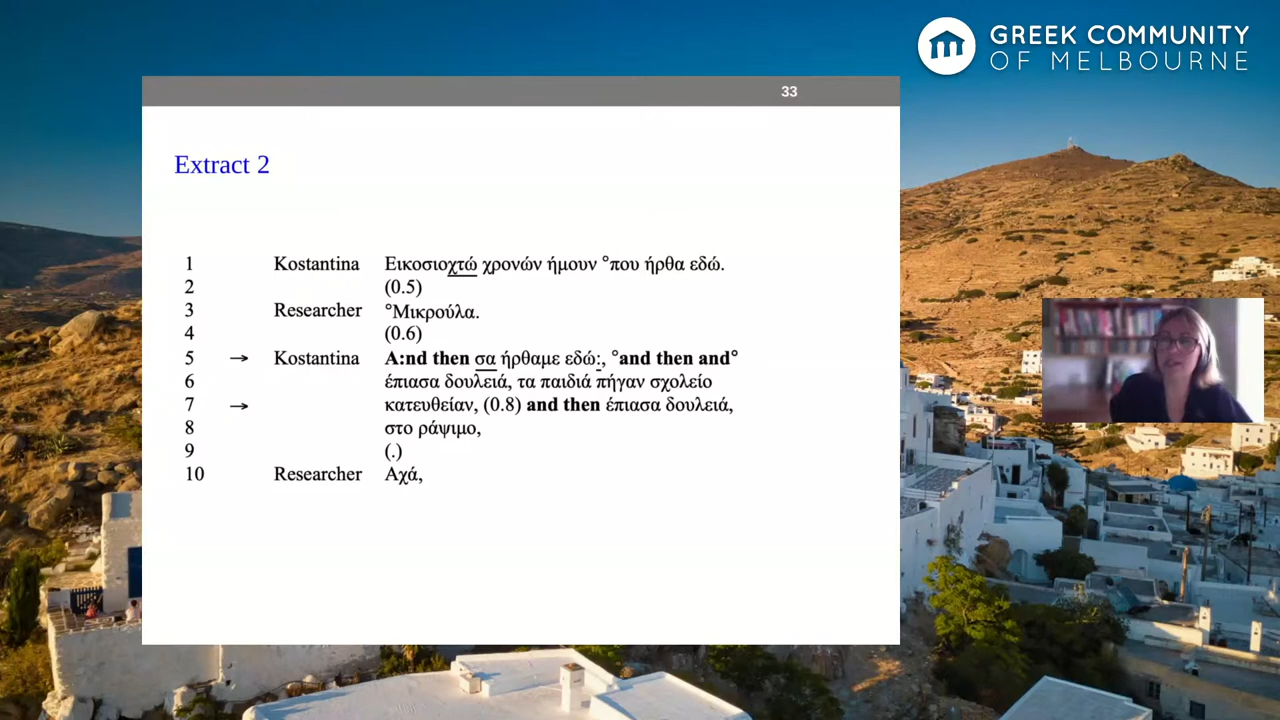 GREEK COMMUNITY
OF MELBOURNE
33
Extract 2
1 Kostantina Εικοσιοχτώ χρονών ήμουν °που ήρθα εδώ.
2 (0.5)
3 Researcher °Μικρούλα.
4 (0.6)
5 → Kostantina A:nd then σα ήρθαμε εδώ:, °and then and°
6 έπιασα δουλειά, τα παιδιά πήγαν σχολείο
7 → κατευθείαν, (0.8) and then έπιασα δουλειά,
8 στο ράψιμο,
9 (.)
10 Researcher Αχά,